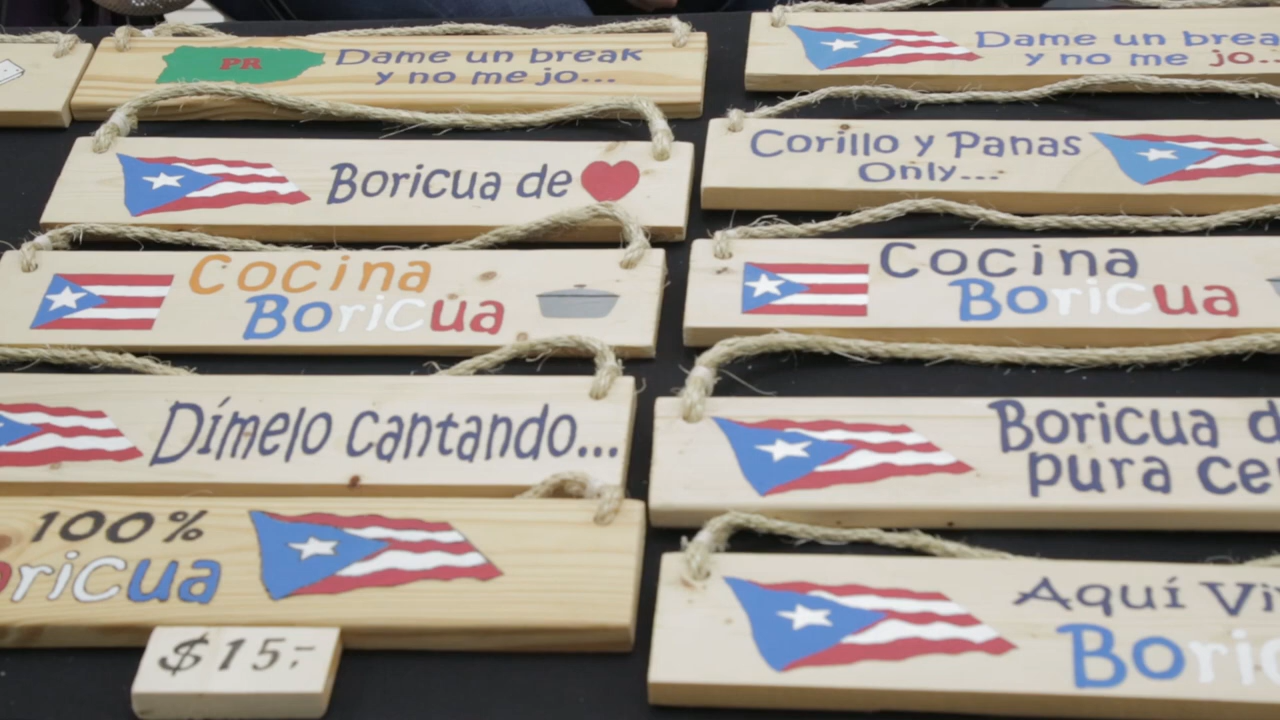 PR
Dame un break
y no me jo...
Boricua de
Cocina
Boricua
Dímelo cantando...
100%
$15.-
Dame un
y no me jo..
Corillo y Panas
Only...
Cocina
Boricua
Boricua
pura
Aquí